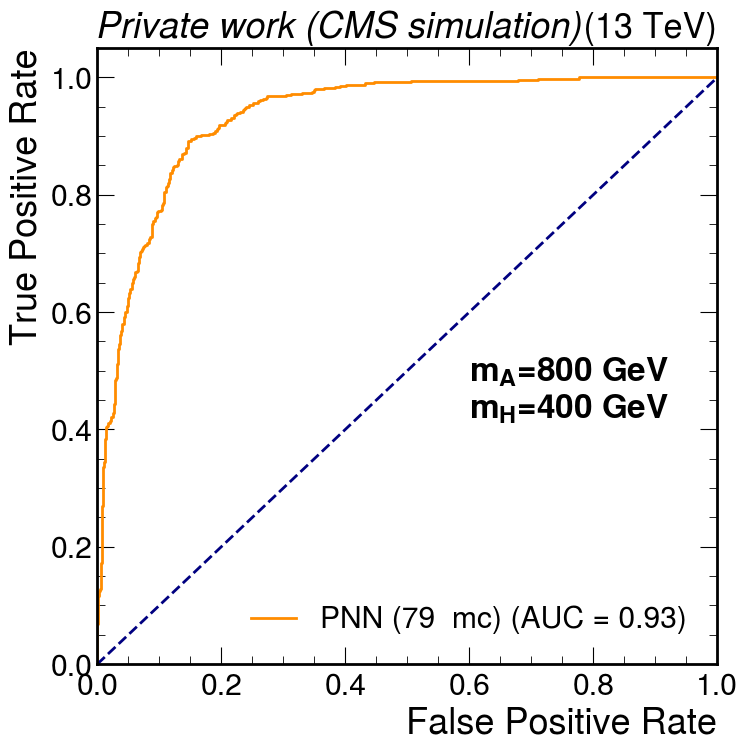 Private work (CMS simulation)(13 TeV)
True Positive Rate
1.0
0.8
0.6
0.4
0.2
0.0
m_A=800 GeV
m_H=400 GeV
PNN (79  mc) (AUC = 0.93)
0.0 0.2 0.4 0.6 0.8 1.0
False Positive Rate